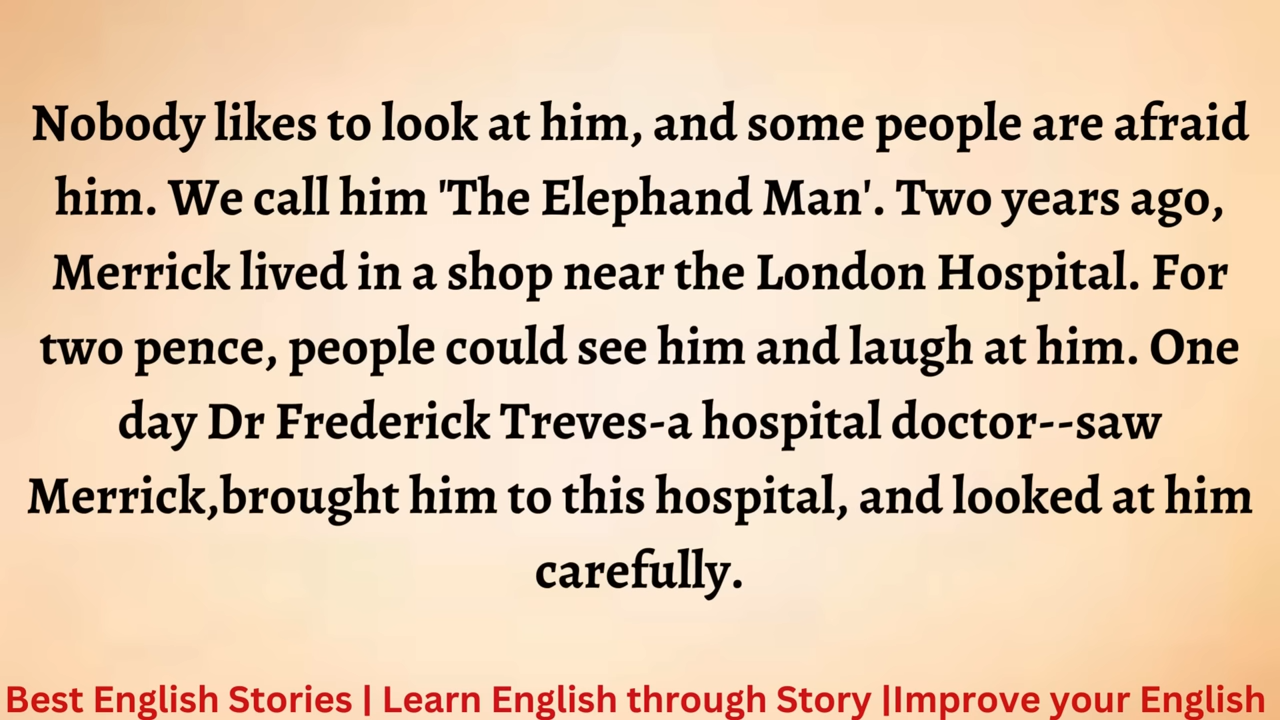 Nobody likes to look at him, and some people are afraid
him. We call him 'The Elephand Man'. Two years ago,
Merrick lived in a shop near the London Hospital. For
two pence, people could see him and laugh at him. One
day Dr Frederick Treves-a hospital doctor--saw
Merrick,brought him to this hospital, and looked at him
carefully.
Best English Stories | Learn English through Story |Improve your English